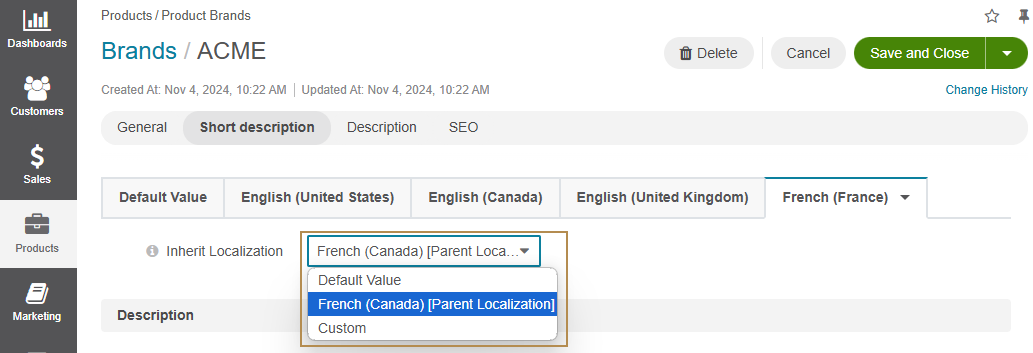 Dashboards
Customers
Sales
Products
Marketing
Products / Product Brands
Brands / ACME
Delete
Cancel
Save and Close
Created At: Nov 4, 2024, 10:22 AM | Updated At: Nov 4, 2024, 10:22 AM
Change History
General
Short description
Description
SEO
Default Value
English (United States)
English (Canada)
English (United Kingdom)
French (France)
Inherit Localization
French (Canada) [Parent Loca...
Default Value
French (Canada) [Parent Localization]
Custom
Description